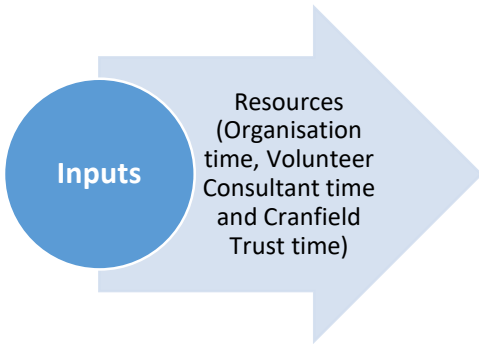 Inputs
Resources
(Organisation
time, Volunteer
Consultant time
and Cranfield
Trust time)